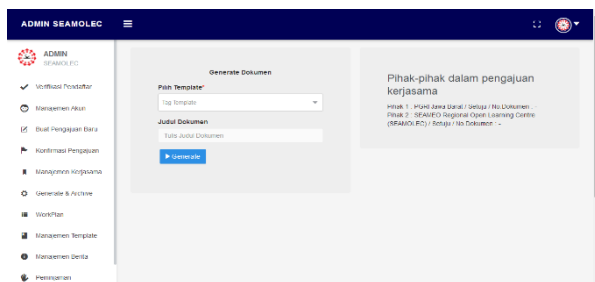 ADMIN SEAMOLEC
ADMIN
SEAMOLEC
Verifikasi Pendaftar
Manajemen Akun
Buat Pengajuan Baru
Konfirmasi Pengajuan
Manajemen Kerjasama
Generate & Archive
WorkPlan
Manajemen Template
Manajemen Berita
Peminjaman
Generate Dokumen
Pilih Template*
Tag Template
Judul Dokumen
Tulis Judul Dokumen
Generate
Pihak-pihak dalam pengajuan
kerjasama
Pihak 1 : PGRI Jawa Barat / Setuju / No Dokumen : -
Pihak 2 : SEAMEO Regional Open Learning Centre
(SEAMOLEC) / Setuju / No Dokumen : -